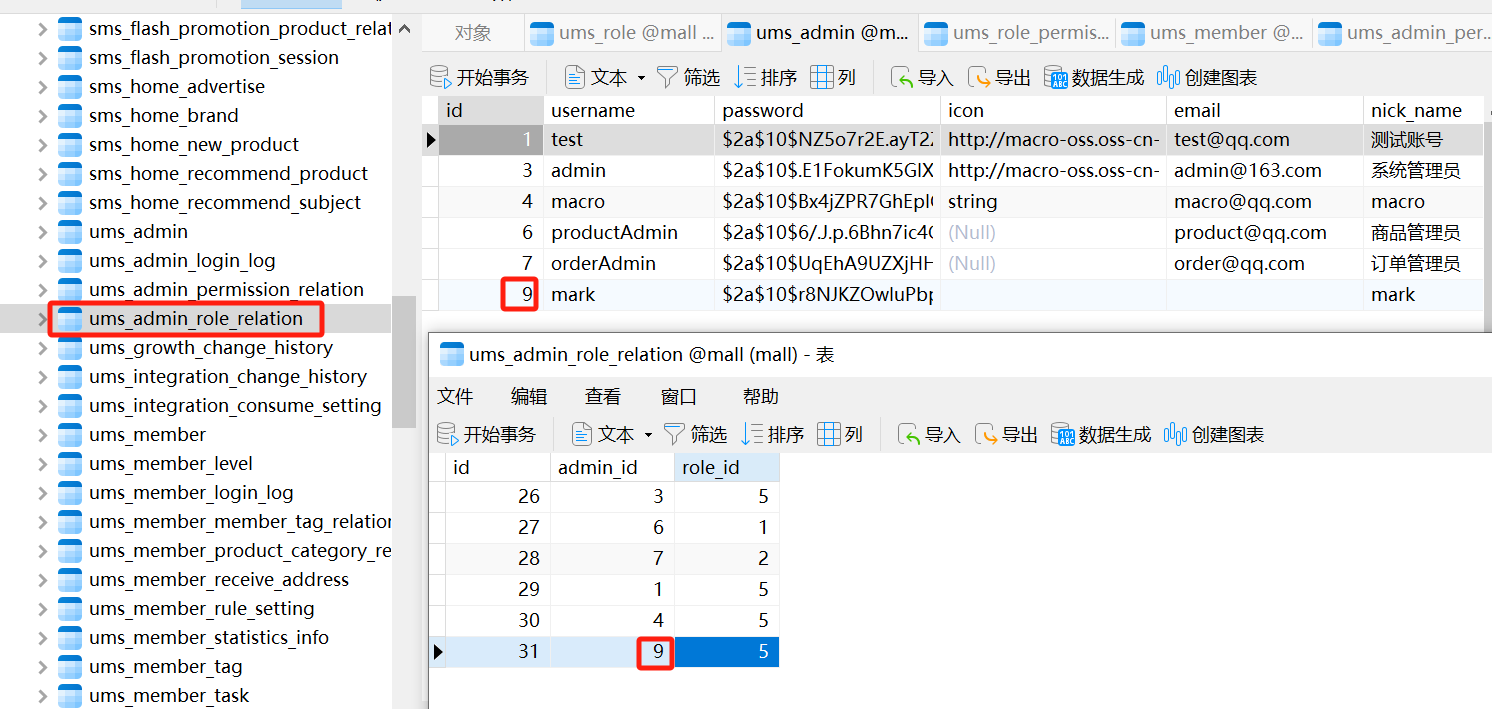 sms_flash_promotion_product_relat
sms_flash_promotion_session
sms_home_advertise
sms_home_brand
sms_home_new_product
sms_home_recommend_product
sms_home_recommend_subject
ums_admin
ums_admin_login_log
ums_admin_permission_relation
ums_admin_role_relation
ums_growth_change_history
ums_integration_change_history
ums_integration_consume_setting
ums_member
ums_member_level
ums_member_login_log
ums_member_member_tag_relation
ums_member_product_category_re
ums_member_receive_address
ums_member_rule_setting
ums_member_statistics_info
ums_member_tag
ums_member_task
对象 ums_role @mall ... ums_admin @m... ums_role_permis... ums_member @... ums_admin_per...
开始事务 文本 筛选 排序 列 导入 导出 数据生成 创建图表
id username password icon email nick_name
1 test $2a$10$NZ5o7r2E.ayT2Z http://macro-oss.oss-cn- test@qq.com 测试账号
3 admin $2a$10$.E1FokumK5GIX http://macro-oss.oss-cn- admin@163.com 系统管理员
4 macro $2a$10$Bx4jZPR7GhEpI string macro@qq.com macro
6 productAdmin $2a$10$6/.J.p.6Bhn7ic4 (Null) product@qq.com 商品管理员
7 orderAdmin $2a$10$UqEhA9UZXjHH (Null) order@qq.com 订单管理员
9 mark $2a$10$r8NJKZOwluPbp mark
ums_admin_role_relation @mall (mall) - 表
文件 编辑 查看 窗口 帮助
开始事务 文本 筛选 排序 列 导入 导出 数据生成 创建图表
id admin_id role_id
26 3 5
27 6 1
28 7 2
29 1 5
30 4 5
31 9 5